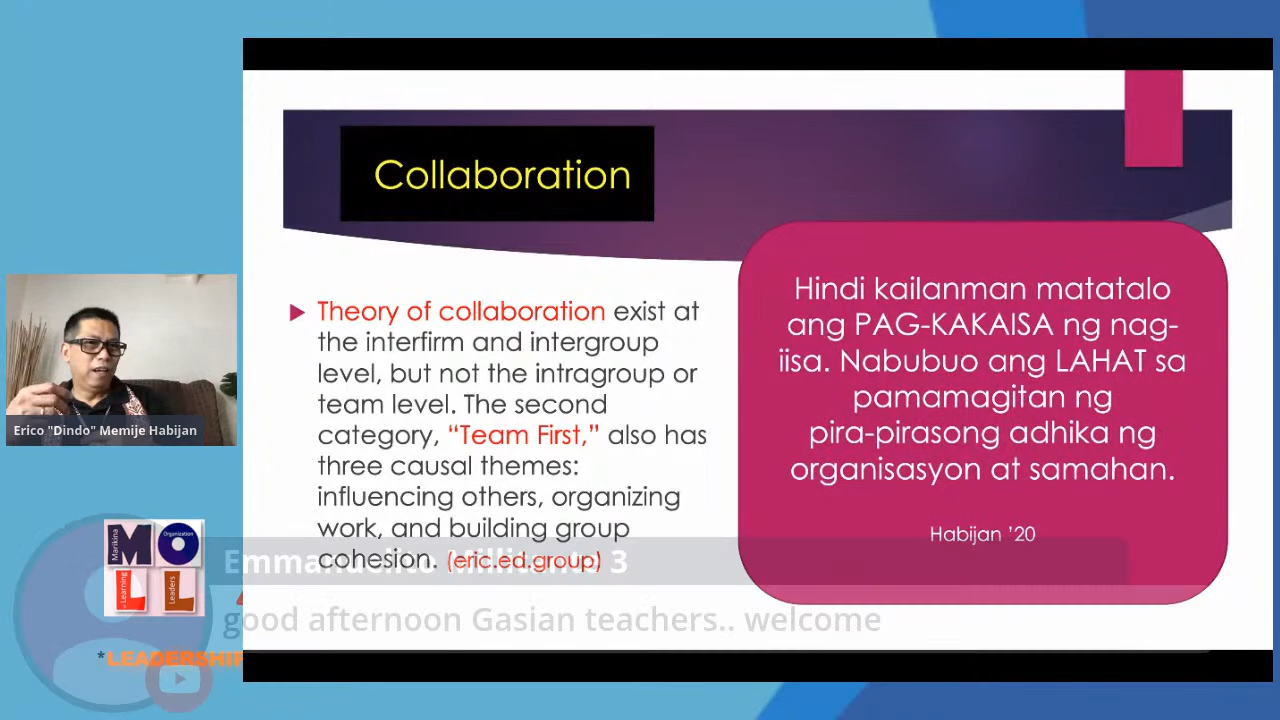 Collaboration
Theory of collaboration exist at
the interfirm and intergroup
level, but not the intragroup or
team level. The second
category, “Team First,” also has
three causal themes:
influencing others, organizing
work, and building group
cohesion. (eric.ed.group)
Hindi kailanman matatalo
ang PAG-KAKAISA ng nag-
iisa. Nabubuo ang LAHAT sa
pamamagitan ng
pira-pirasong adhika ng
organisasyon at samahan.
Habijan ’20
Erico "Dindo" Memije Habijan
Marikina
Organization
of Learning
Leaders
*LEADERSHIP
Emmanuelito 3
good afternoon Gasian teachers.. welcome